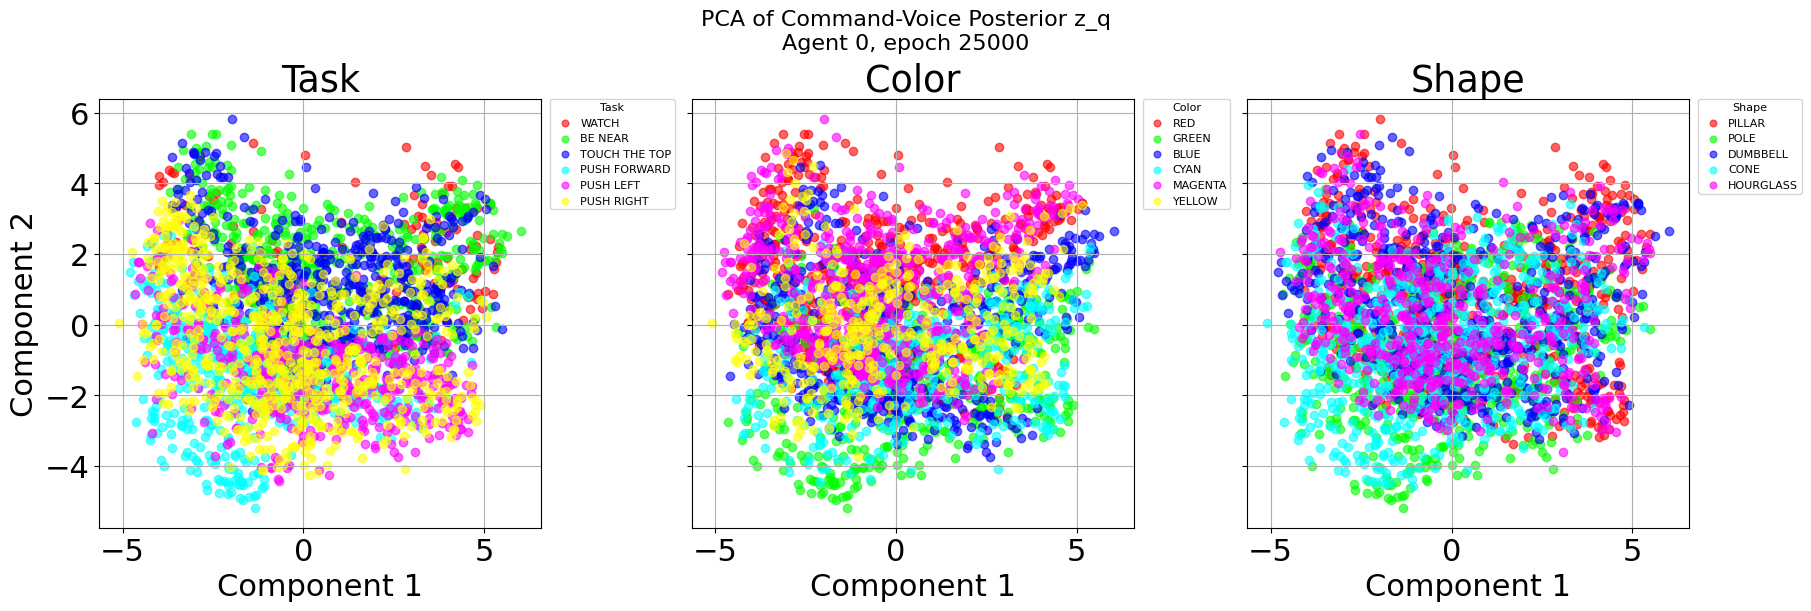 PCA of Command-Voice Posterior z_q
Agent 0, epoch 25000
Task
Component 2
6
4
2
0
−2
−4
−5
0
5
Component 1
Task
WATCH
BE NEAR
TOUCH THE TOP
PUSH FORWARD
PUSH LEFT
PUSH RIGHT
Color
−5
0
5
Component 1
Color
RED
GREEN
BLUE
CYAN
MAGENTA
YELLOW
Shape
−5
0
5
Component 1
Shape
PILLAR
POLE
DUMBBELL
CONE
HOURGLASS